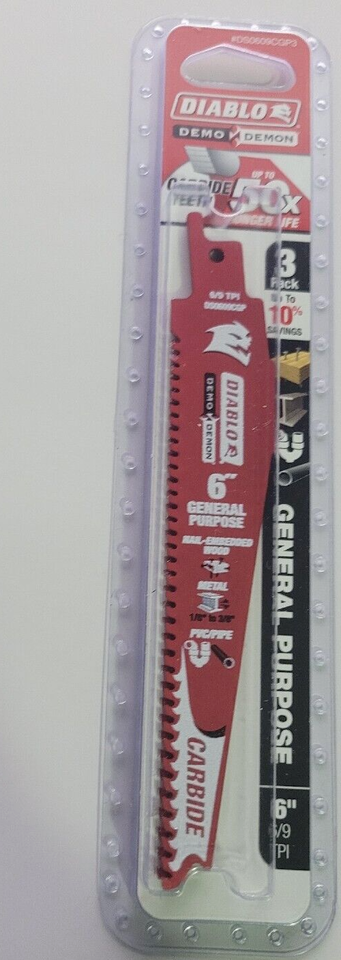 #DS0609CGP3
DIABLO
DEMO DEMON
CARBIDE
TEETH
UP TO
50X
LONGER LIFE
3
Pack
Up To
10%
SAVINGS
6/9 TPI
DS0609CGP
DIABLO
DEMO DEMON
6"
GENERAL
PURPOSE
NAIL-EMBEDDED
WOOD
METAL
1/8" to 3/8"
PVC/PIPE
CARBIDE
GENERAL PURPOSE
6"
6/9
TPI